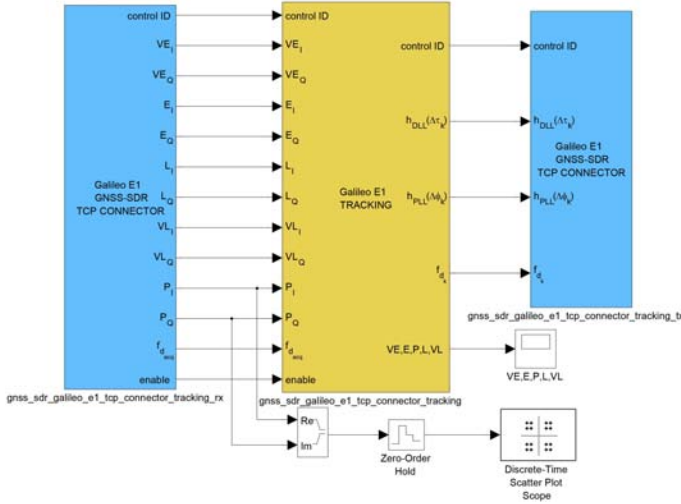 control ID
VE_I
VE_Q
E_I
E_Q
L_I
L_Q
VL_I
VL_Q
P_I
P_Q
f_d_acq
enable
Galileo E1
GNSS-SDR
TCP CONNECTOR
gnss_sdr_galileo_e1_tcp_connector_tracking_rx
control ID
VE_I
VE_Q
E_I
E_Q
L_I
L_Q
VL_I
VL_Q
P_I
P_Q
f_d_acq
enable
Galileo E1
TRACKING
control ID
h_DLL(Δτ_k)
h_PLL(Δϕ_k)
f_d_k
VE,E,P,L,VL
gnss_sdr_galileo_e1_tcp_connector_tracking
control ID
h_DLL(Δτ_k)
h_PLL(Δϕ_k)
f_d_k
Galileo E1
GNSS-SDR
TCP CONNECTOR
gnss_sdr_galileo_e1_tcp_connector_tracking_tx
VE,E,P,L,VL
Re
Im
Zero-Order
Hold
Discrete-Time
Scatter Plot
Scope